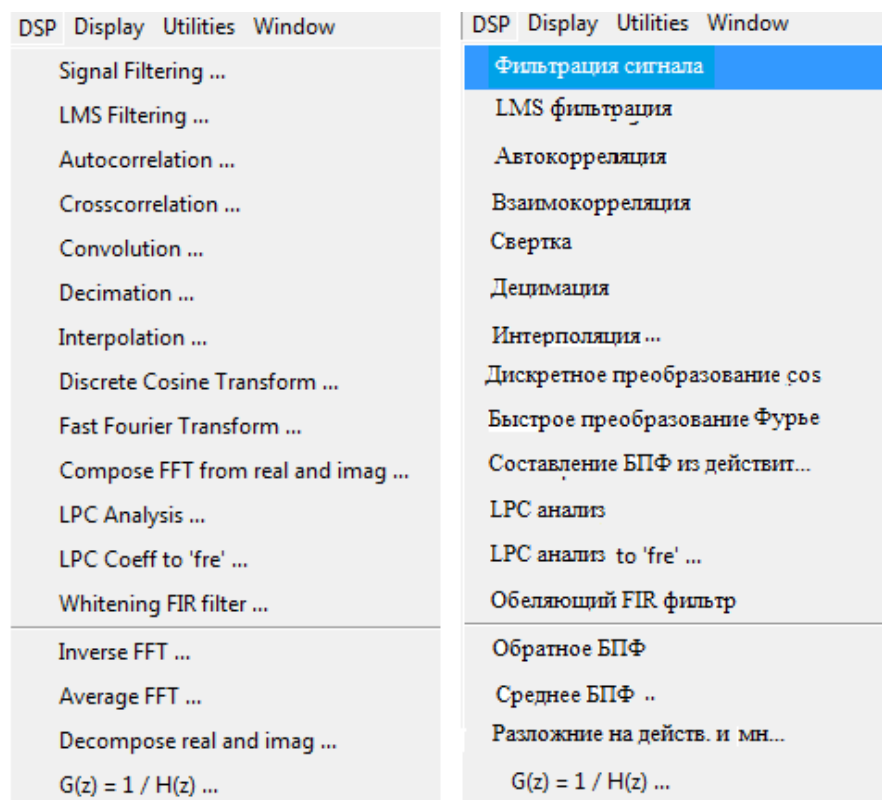 DSP Display Utilities Window
Signal Filtering ...
LMS Filtering ...
Autocorrelation ...
Crosscorrelation ...
Convolution ...
Decimation ...
Interpolation ...
Discrete Cosine Transform ...
Fast Fourier Transform ...
Compose FFT from real and imag ...
LPC Analysis ...
LPC Coeff to 'fre' ...
Whitening FIR filter ...
Inverse FFT ...
Average FFT ...
Decompose real and imag ...
G(z) = 1 / H(z) ...
DSP Display Utilities Window
Фильтрация сигнала
LMS фильтрация
Автокорреляция
Взаимокорреляция
Свертка
Децимация
Интерполяция ...
Дискретное преобразование cos
Быстрое преобразование Фурье
Составление БПФ из действит...
LPC анализ
LPC анализ to 'fre' ...
Обеляющий FIR фильтр
Обратное БПФ
Среднее БПФ ..
Разложние на действ. и мн...
G(z) = 1 / H(z) ...